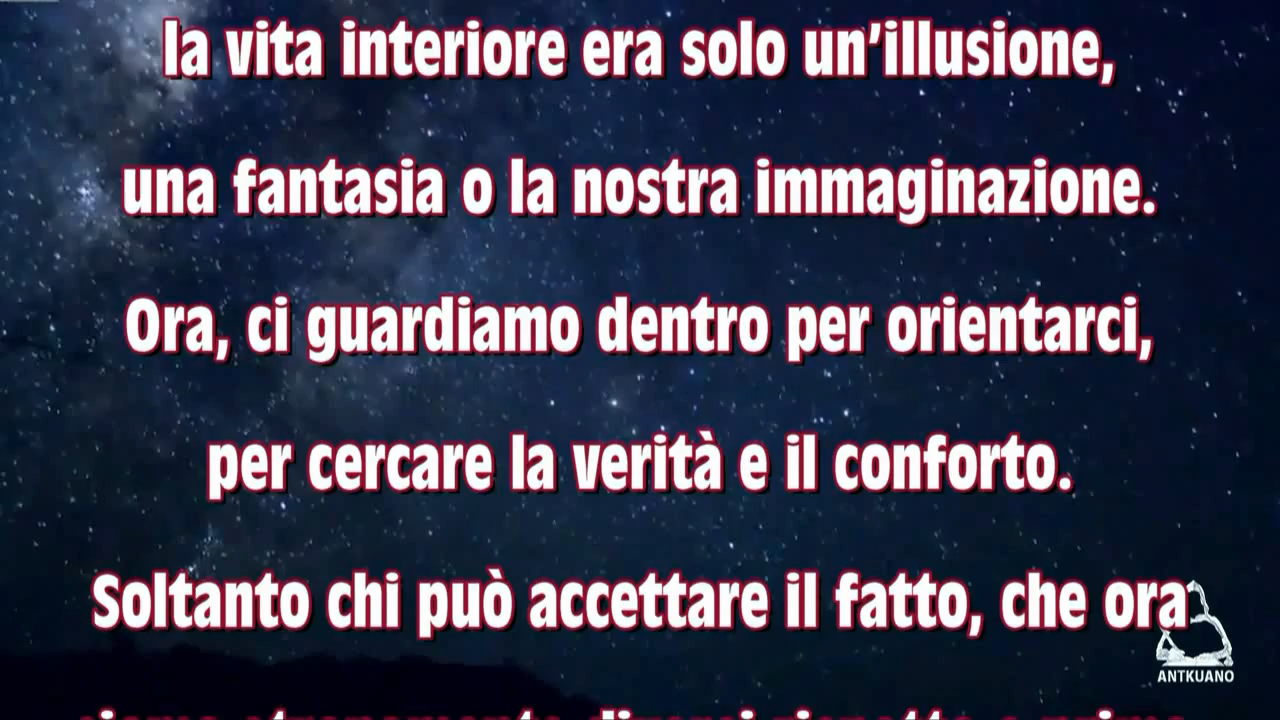 la vita interiore era solo un’illusione,
una fantasia o la nostra immaginazione.
Ora, ci guardiamo dentro per orientarci,
per cercare la verità e il conforto.
Soltanto chi può accettare il fatto, che ora
ANTKUANO